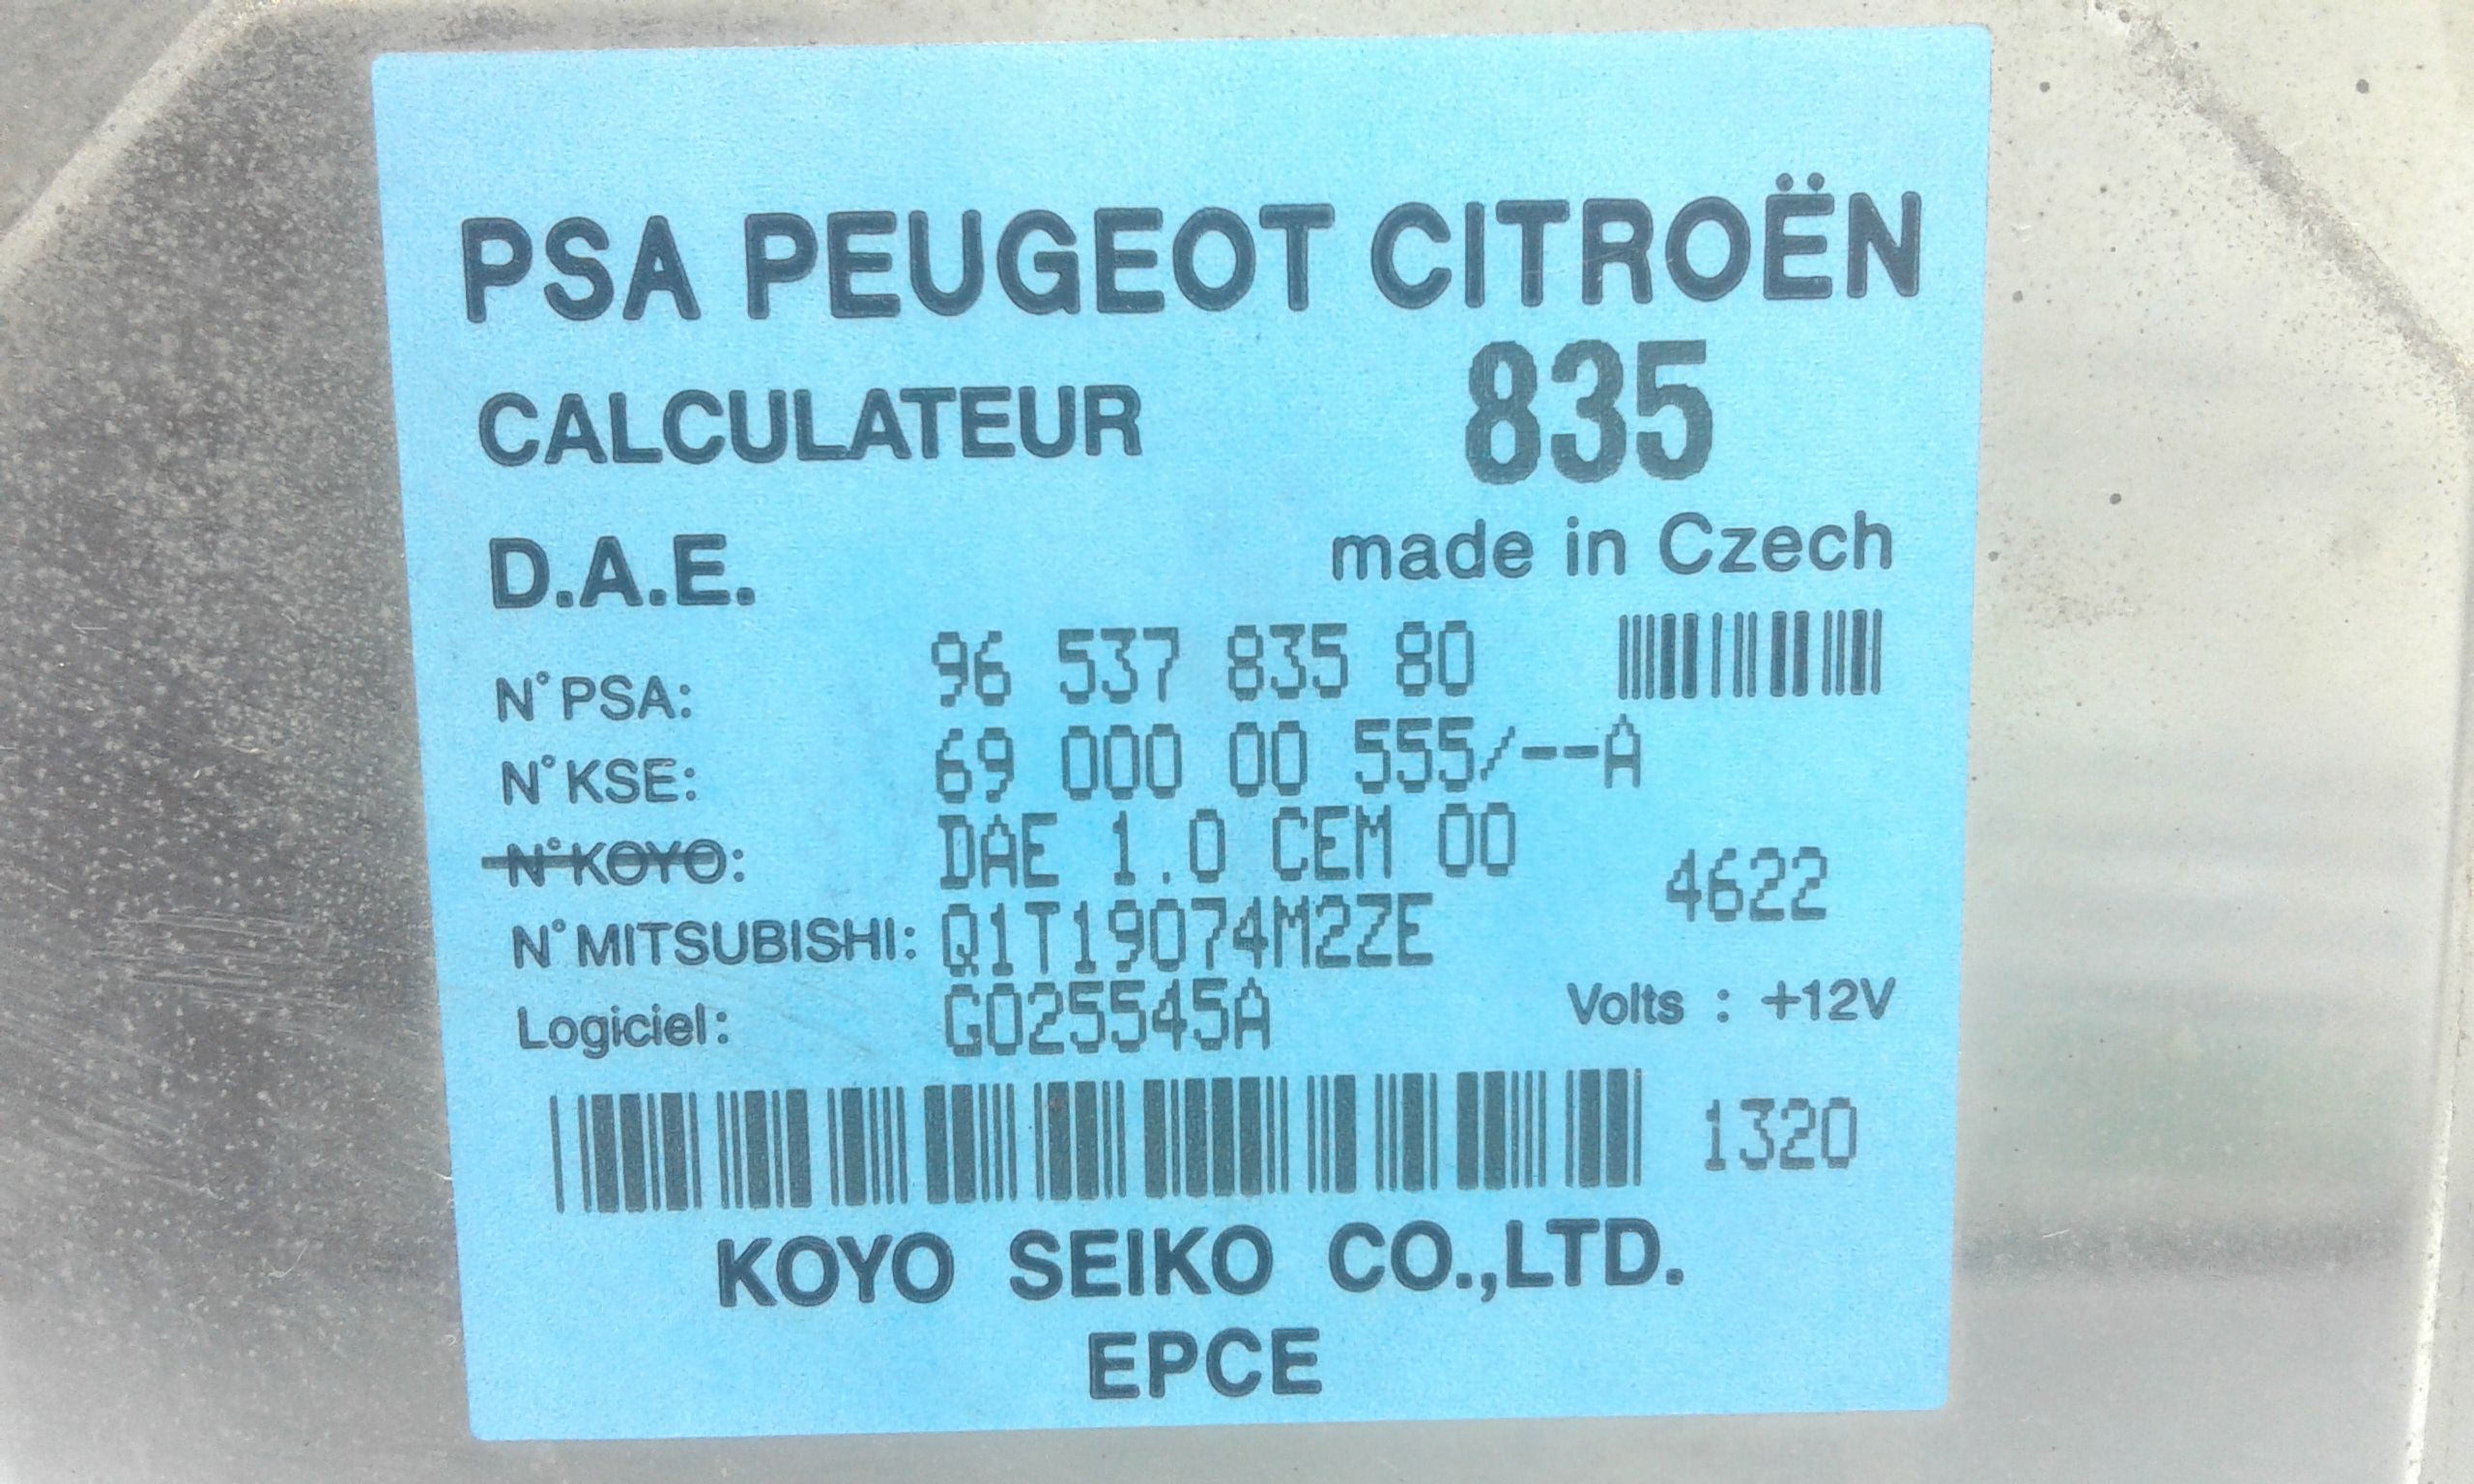 PSA PEUGEOT CITROËN
CALCULATEUR 835
D.A.E. made in Czech
N°PSA: 96 537 835 80
N°KSE: 69 000 00 555/--A
N°KOYO: DAE 1.0 CEM 00 4622
N°MITSUBISHI: Q1T19074M2ZE
Logiciel: G025545A Volts : +12V
1320
KOYO SEIKO CO.,LTD.
EPCE